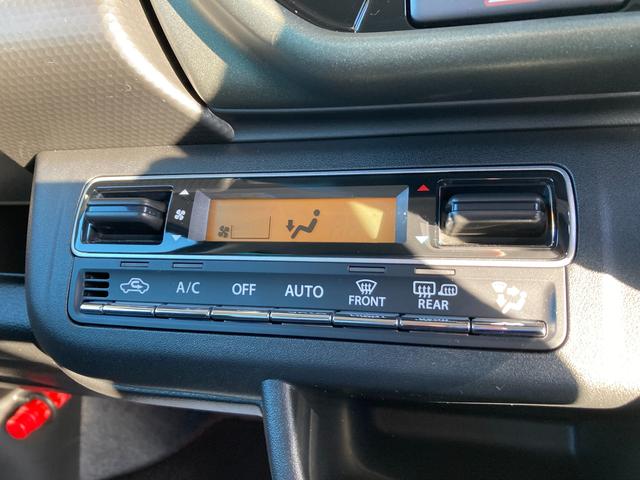 A/C OFF AUTO FRONT REAR